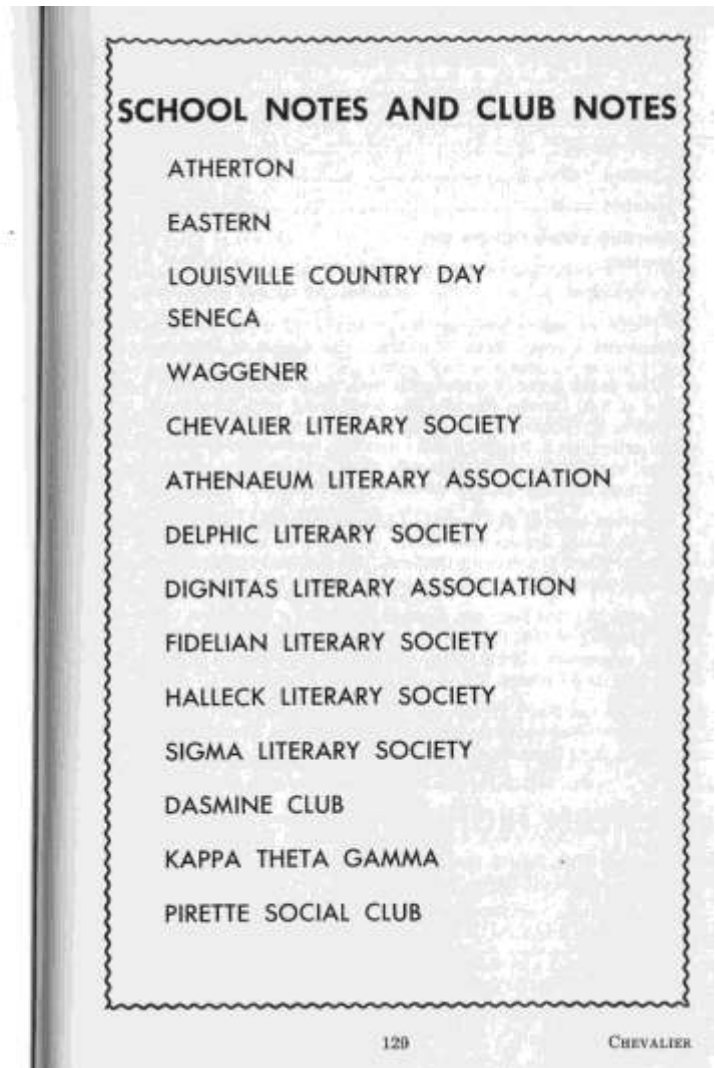 SCHOOL NOTES AND CLUB NOTES
ATHERTON
EASTERN
LOUISVILLE COUNTRY DAY
SENECA
WAGGENER
CHEVALIER LITERARY SOCIETY
ATHENAEUM LITERARY ASSOCIATION
DELPHIC LITERARY SOCIETY
DIGNITAS LITERARY ASSOCIATION
FIDELIAN LITERARY SOCIETY
HALLECK LITERARY SOCIETY
SIGMA LITERARY SOCIETY
DASMINE CLUB
KAPPA THETA GAMMA
PIRETTE SOCIAL CLUB
129 CHEVALIER